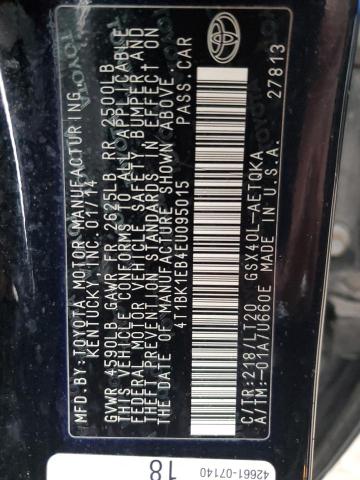 MFD.BY:TOYOTA MOTOR MANUFACTURING,
KENTUCKY, INC. 01/14
GVWR 4590LB GAWR FR 2625LB RR 2500LB
THIS VEHICLE CONFORMS TO ALL APPLICABLE
FEDERAL MOTOR VEHICLE SAFETY, BUMPER, AND
THEFT PREVENTION STANDARDS IN EFFECT ON
THE DATE OF MANUFACTURE SHOWN ABOVE.
4T1BK1EB4EU095015 PASS.CAR
C/TR:218/LT20 GSX40L-AETQKA
A/TM:-01A/U660E MADE IN U.S.A.
27813
42661-07140
18